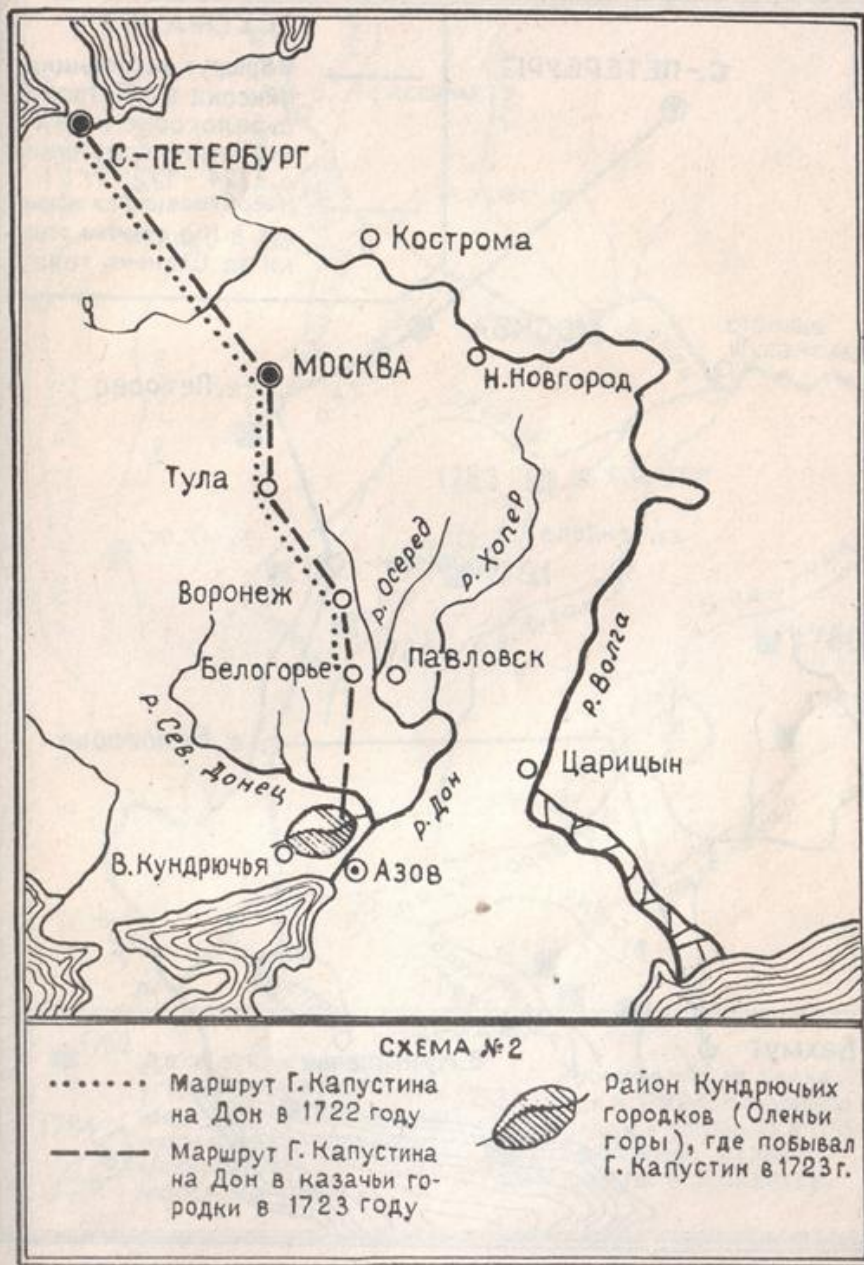 С.-ПЕТЕРБУРГ
Кострома
МОСКВА
Н.Новгород
Тула
р. Осеред
р. Хопер
Воронеж
Белогорье
Павловск
р. Волга
р. Сев. Донец
Царицын
р. Дон
В. Кундрючья
Азов
СХЕМА №2
Маршрут Г. Капустина
на Дон в 1722 году
Маршрут Г. Капустина
на Дон в казачьи го-
родки в 1723 году
Район Кундрючьих
городков (Оленьи
горы), где побывал
Г. Капустин в 1723 г.